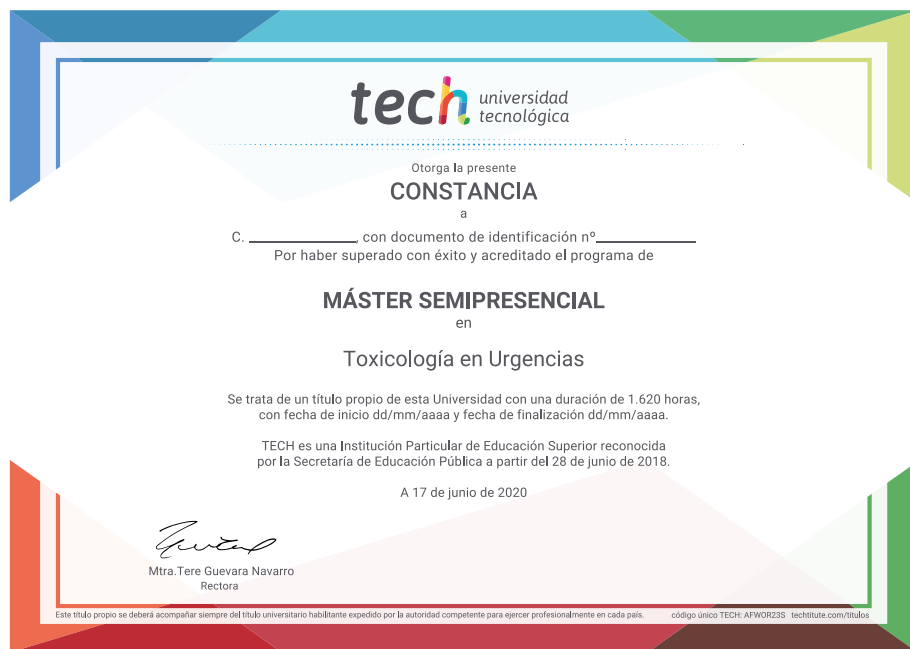 tech universidad
tecnológica
Otorga la presente
CONSTANCIA
a
C. ____________, con documento de identificación nº____________
Por haber superado con éxito y acreditado el programa de
MÁSTER SEMIPRESENCIAL
en
Toxicología en Urgencias
Se trata de un título propio de esta Universidad con una duración de 1.620 horas,
con fecha de inicio dd/mm/aaaa y fecha de finalización dd/mm/aaaa.
TECH es una Institución Particular de Educación Superior reconocida
por la Secretaría de Educación Pública a partir del 28 de junio de 2018.
A 17 de junio de 2020
Mtra.Tere Guevara Navarro
Rectora
Este título propio se deberá acompañar siempre del título universitario habilitante expedido por la autoridad competente para ejercer profesionalmente en cada país. código único TECH: AFWOR23S techtitute.com/titulos